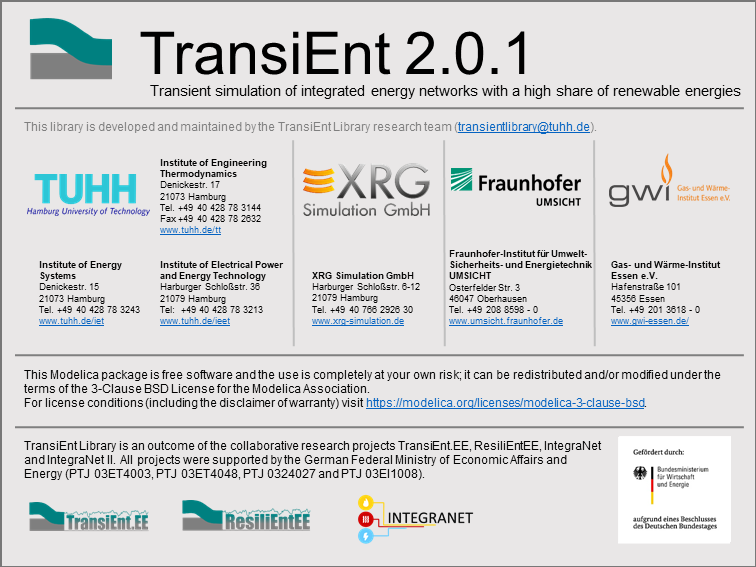 TransiEnt 2.0.1
Transient simulation of integrated energy networks with a high share of renewable energies
This library is developed and maintained by the TransiEnt Library research team (transientlibrary@tuhh.de).
TUHH
Hamburg University of Technology
Institute of Engineering
Thermodynamics
Denickestr. 17
21073 Hamburg
Tel. +49 40 428 78 3144
Fax +49 40 428 78 2632
www.tuhh.de/tt
Institute of Energy
Systems
Denickestr. 15
21073 Hamburg
Tel. +49 40 428 78 3243
www.tuhh.de/iet
Institute of Electrical Power
and Energy Technology
Harburger Schloßstr. 36
21079 Hamburg
Tel: +49 40 428 78 3213
www.tuhh.de/ieet
XRG
Simulation GmbH
XRG Simulation GmbH
Harburger Schloßstr. 6-12
21079 Hamburg
Tel. +49 40 766 2926 30
www.xrg-simulation.de
Fraunhofer
UMSICHT
Fraunhofer-Institut für Umwelt-
Sicherheits- und Energietechnik
UMSICHT
Osterfelder Str. 3
46047 Oberhausen
Tel. +49 208 8598 - 0
www.umsicht.fraunhofer.de
gwi
Gas- und Wärme-
Institut Essen e.V.
Gas- und Wärme-Institut
Essen e.V.
Hafenstraße 101
45356 Essen
Tel. +49 201 3618 - 0
www.gwi-essen.de/
This Modelica package is free software and the use is completely at your own risk; it can be redistributed and/or modified under the
terms of the 3-Clause BSD License for the Modelica Association.
For license conditions (including the disclaimer of warranty) visit https://modelica.org/licenses/modelica-3-clause-bsd.
TransiEnt Library is an outcome of the collaborative research projects TransiEnt.EE, ResiliEntEE, IntegraNet
and IntegraNet II. All projects were supported by the German Federal Ministry of Economic Affairs and
Energy (PTJ 03ET4003, PTJ 03ET4048, PTJ 0324027 and PTJ 03EI1008).
TransiEnt.EE
ResiliEntEE
INTEGRANET
Gefördert durch:
Bundesministerium
für Wirtschaft
und Energie
aufgrund eines Beschlusses
des Deutschen Bundestages